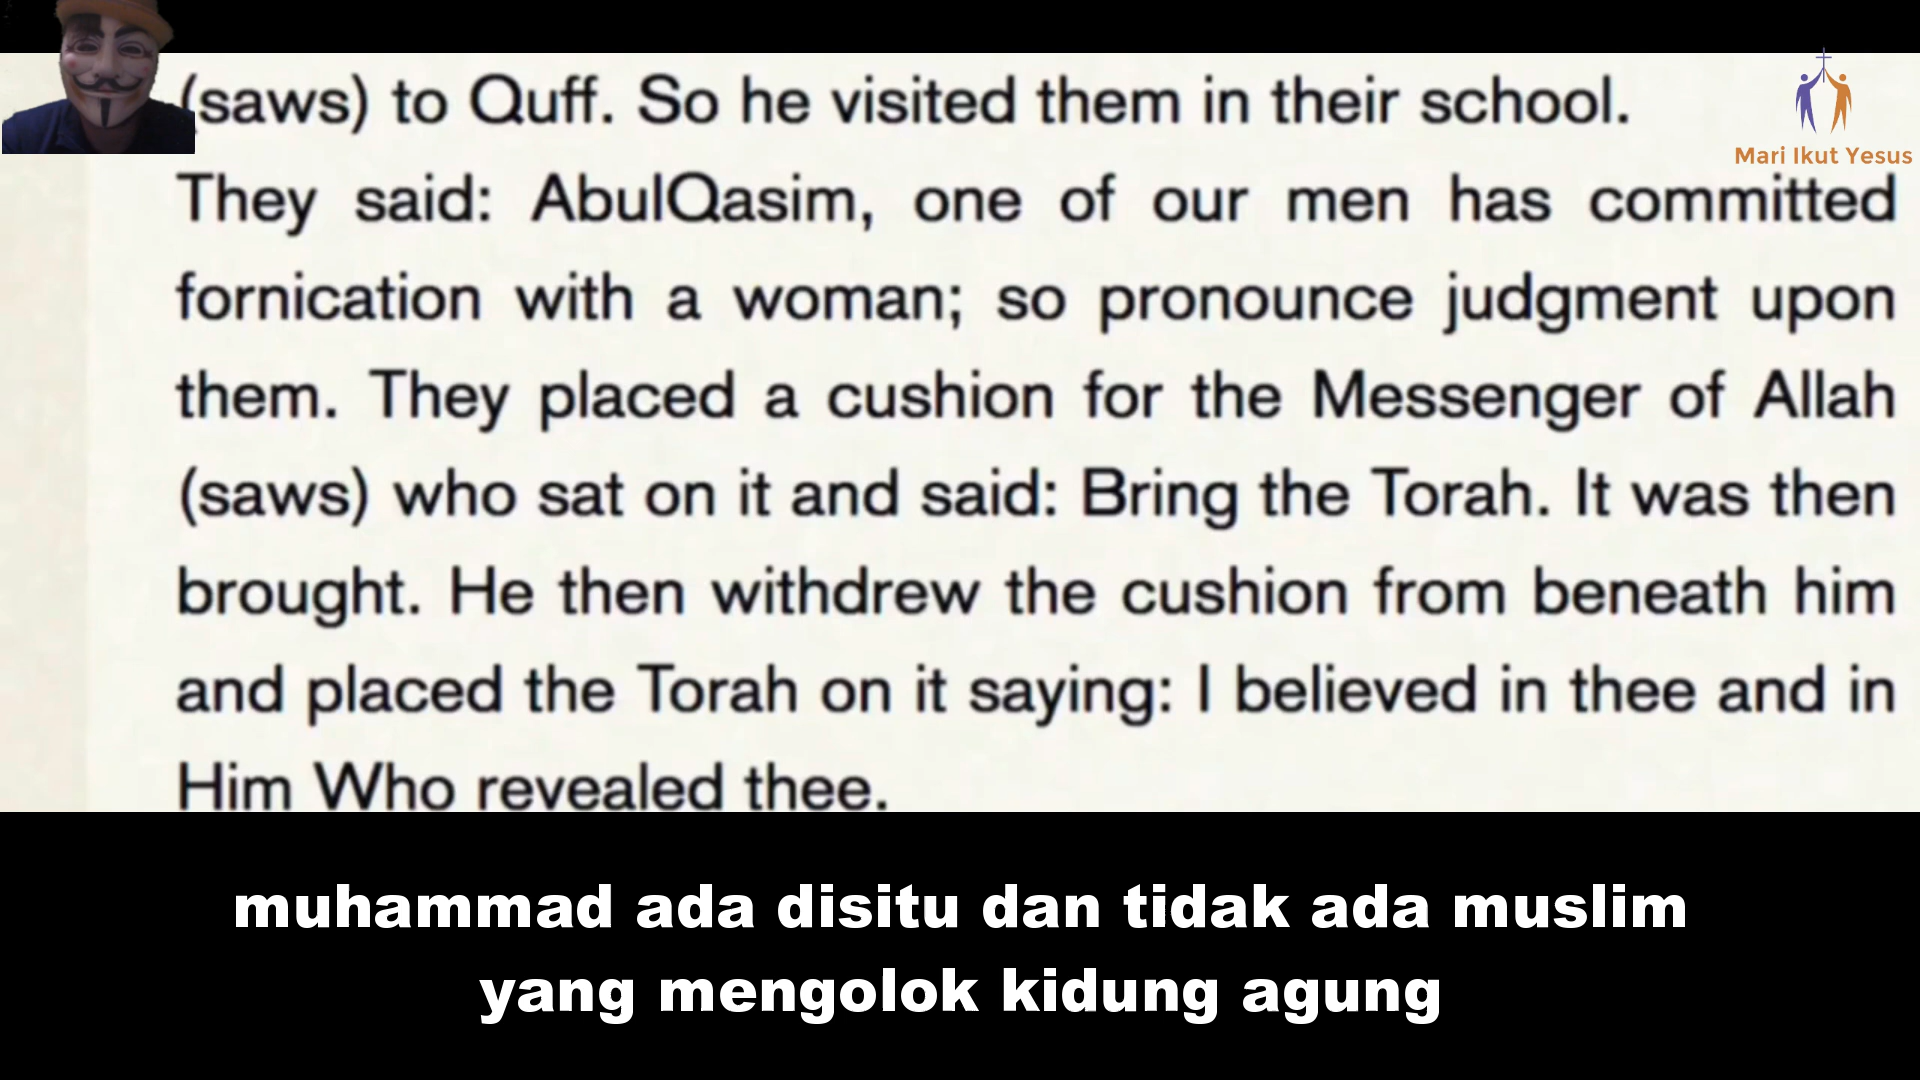 (saws) to Quff. So he visited them in their school.
Mari Ikut Yesus
They said: AbulQasim, one of our men has committed
fornication with a woman; so pronounce judgment upon
them. They placed a cushion for the Messenger of Allah
(saws) who sat on it and said: Bring the Torah. It was then
brought. He then withdrew the cushion from beneath him
and placed the Torah on it saying: I believed in thee and in
Him Who revealed thee.
muhammad ada disitu dan tidak ada muslim
yang mengolok kidung agung